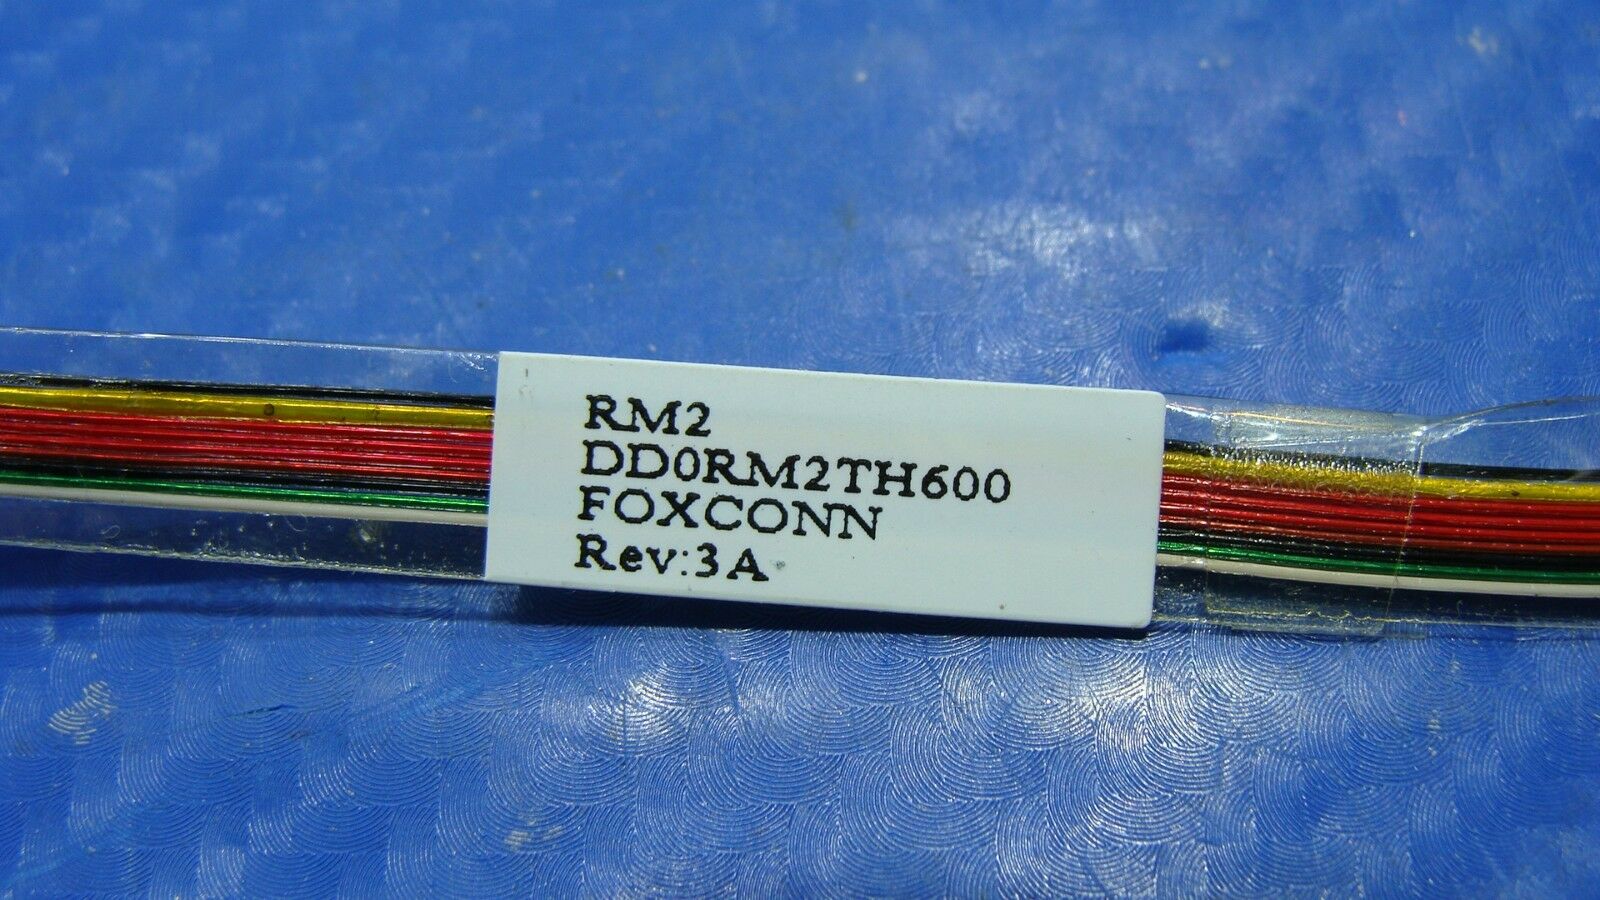 RM2
DD0RM2TH600
FOXCONN
Rev:3A